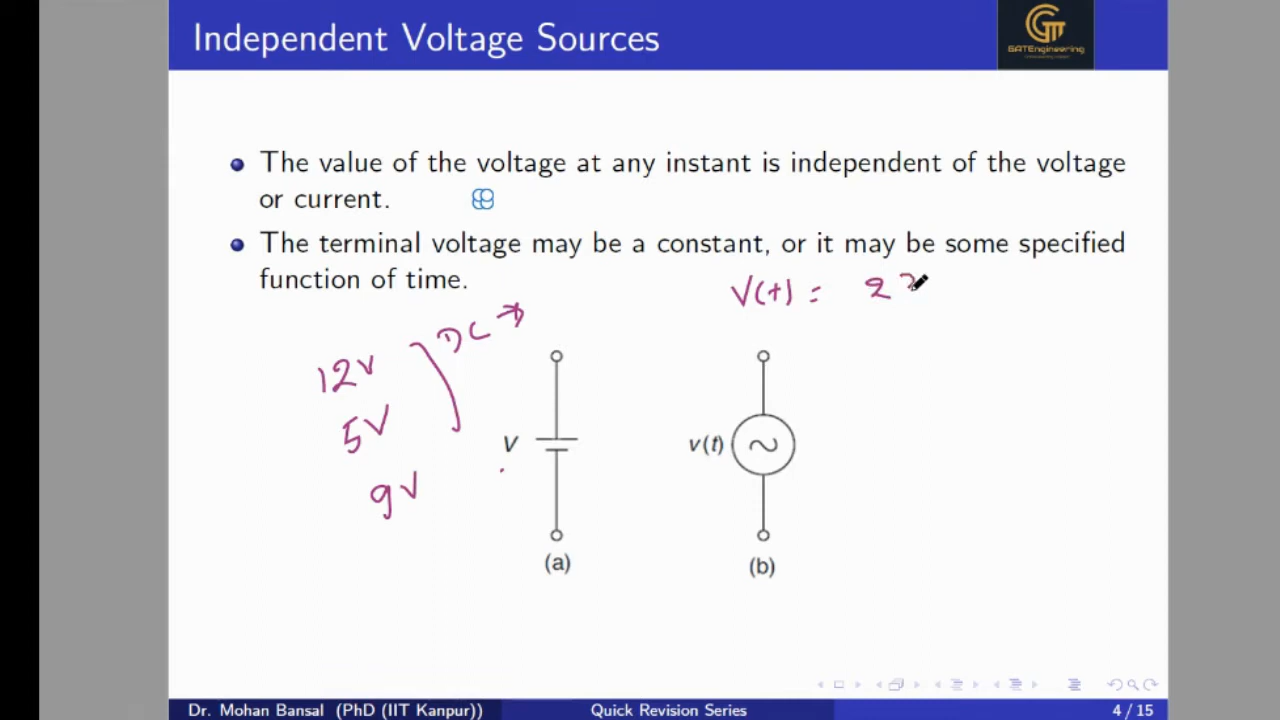 Independent Voltage Sources
GATEngineering
The value of the voltage at any instant is independent of the voltage
or current.
The terminal voltage may be a constant, or it may be some specified
function of time.
V(t) = 2
DC
12V
5V
9V
V
v(t)
(a)
(b)
Dr. Mohan Bansal (PhD (IIT Kanpur))
Quick Revision Series
4 / 15